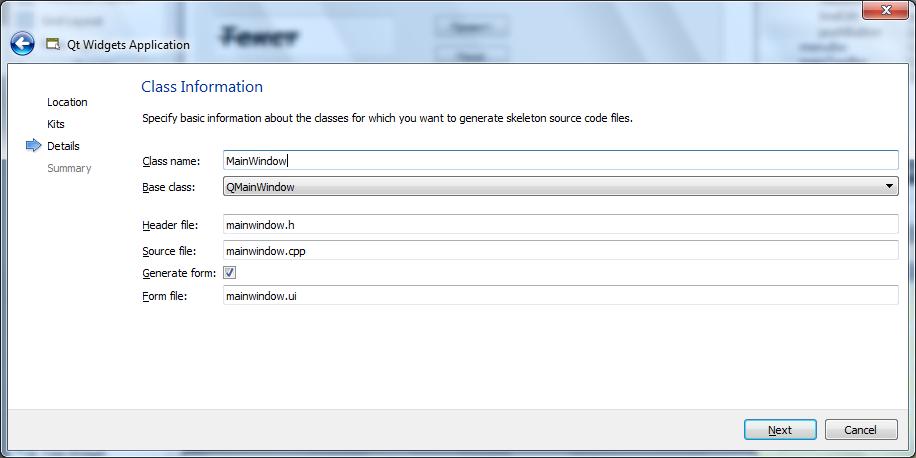 Qt Widgets Application
Class Information
Location
Kits
Details
Summary
Specify basic information about the classes for which you want to generate skeleton source code files.
Class name: MainWindow
Base class: QMainWindow
Header file: mainwindow.h
Source file: mainwindow.cpp
Generate form:
Form file: mainwindow.ui
Next
Cancel